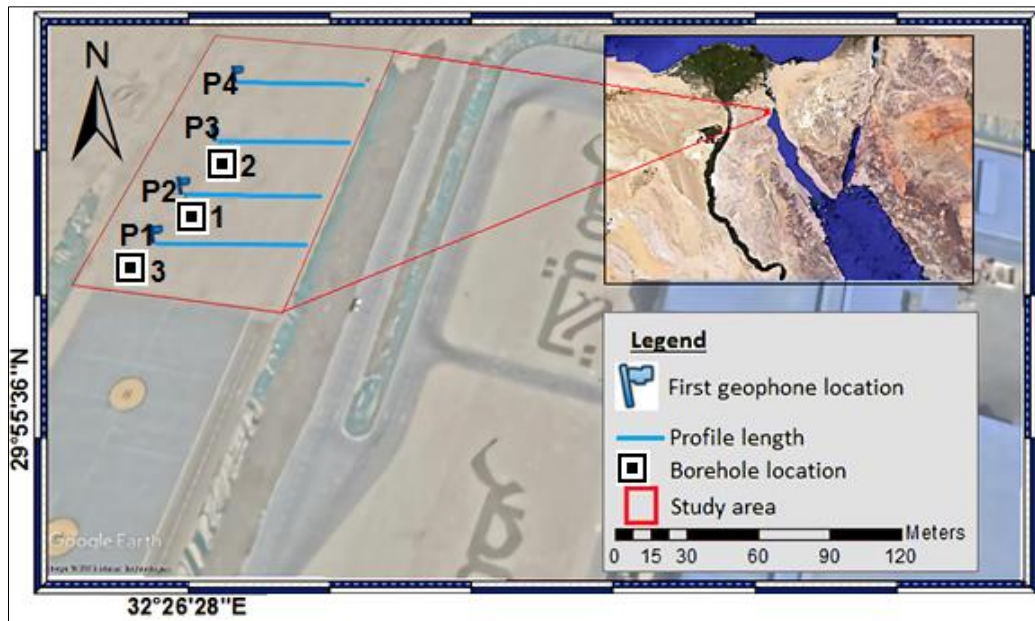 N
P4
P3
2
P2
1
P1
3
29°55'36"N
32°26'28"E
Legend
First geophone location
Profile length
Borehole location
Study area
Meters
0 15 30 60 90 120
Google Earth